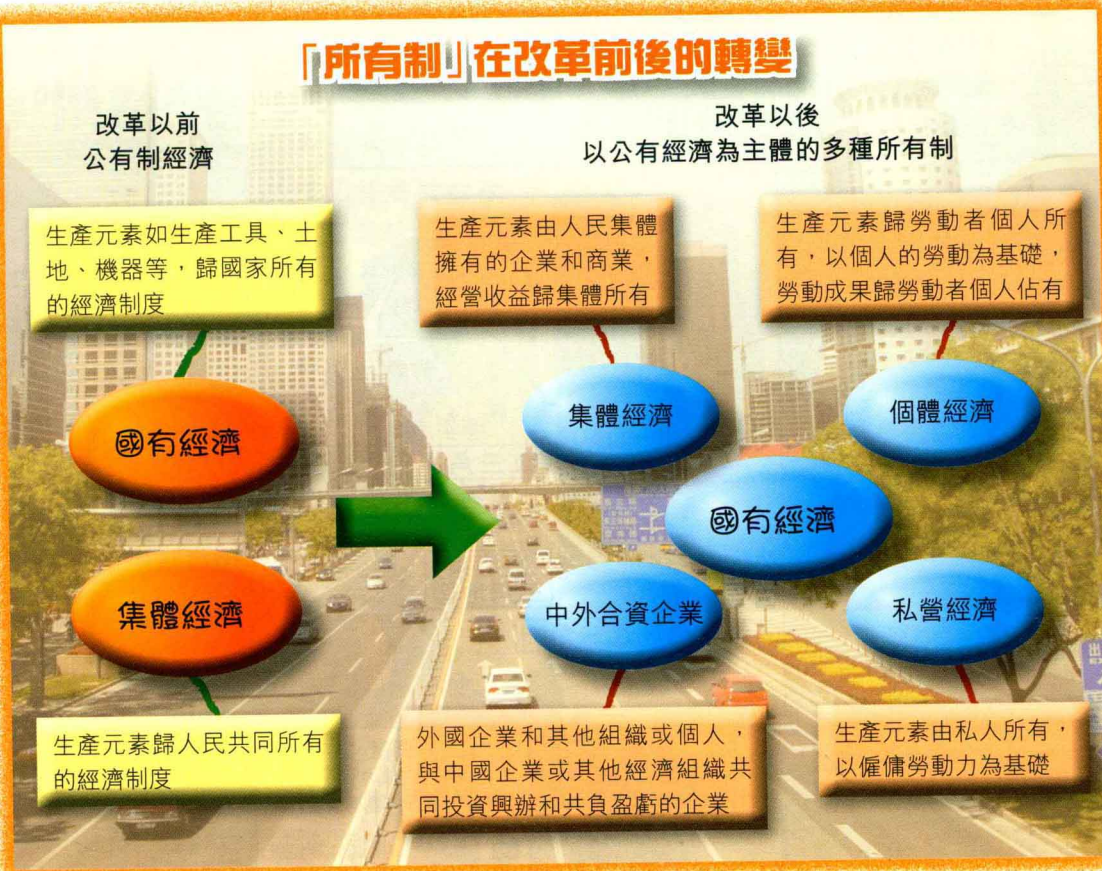 「所有制」在改革前後的轉變
改革以前
公有制經濟
生產元素如生產工具、土
地、機器等，歸國家所有
的經濟制度
國有經濟
集體經濟
生產元素歸人民共同所有
的經濟制度
改革以後
以公有經濟為主體的多種所有制
生產元素由人民集體
擁有的企業和商業，
經營收益歸集體所有
生產元素歸勞動者個人所
有，以個人的勞動為基礎，
勞動成果歸勞動者個人佔有
集體經濟
個體經濟
國有經濟
中外合資企業
私營經濟
外國企業和其他組織或個人，
與中國企業或其他經濟組織共
同投資興辦和共負盈虧的企業
生產元素由私人所有，
以僱傭勞動力為基礎